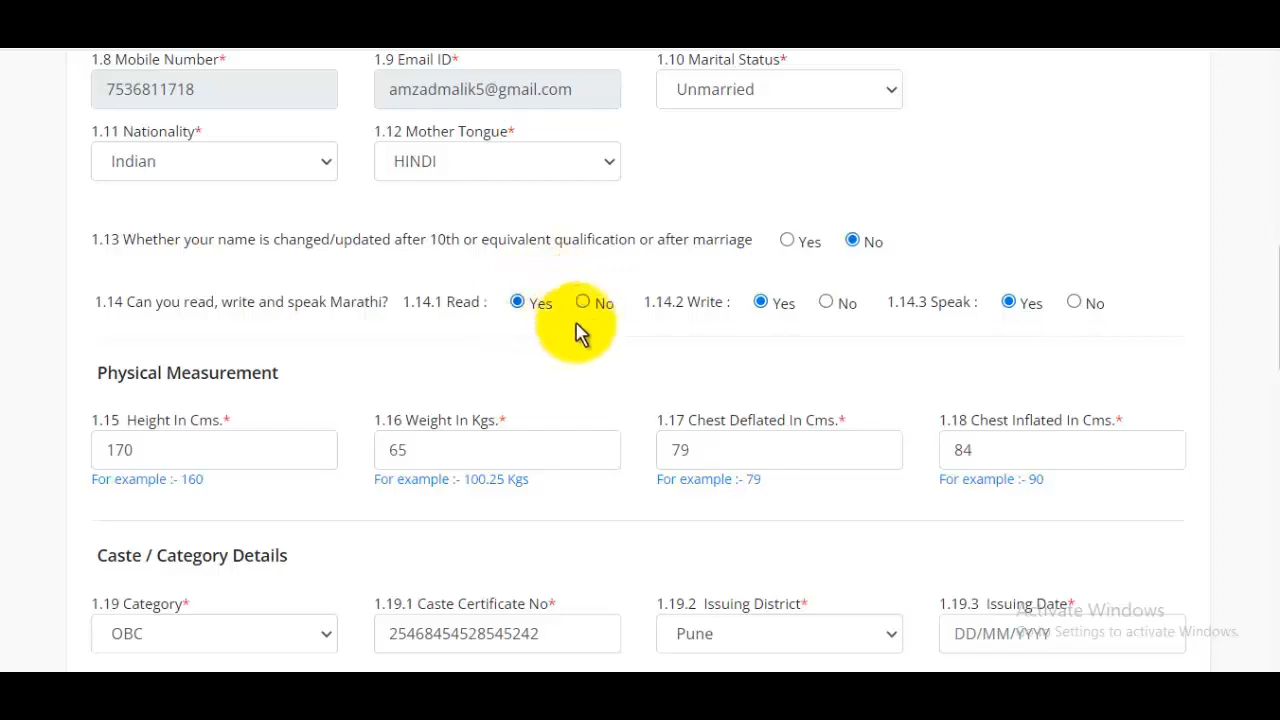 1.8 Mobile Number* 1.9 Email ID* 1.10 Marital Status*
7536811718 amzadmalik5@gmail.com Unmarried
1.11 Nationality* 1.12 Mother Tongue*
Indian HINDI
1.13 Whether your name is changed/updated after 10th or equivalent qualification or after marriage Yes No
1.14 Can you read, write and speak Marathi? 1.14.1 Read : Yes No 1.14.2 Write : Yes No 1.14.3 Speak : Yes No
Physical Measurement
1.15 Height In Cms.* 1.16 Weight In Kgs.* 1.17 Chest Deflated In Cms.* 1.18 Chest Inflated In Cms.*
170 65 79 84
For example :- 160 For example :- 100.25 Kgs For example :- 79 For example :- 90
Caste / Category Details
1.19 Category* 1.19.1 Caste Certificate No* 1.19.2 Issuing District* 1.19.3 Issuing Date*
OBC 25468454528545242 Pune DD/MM/YYYY
Activate Windows
Go to Settings to activate Windows.